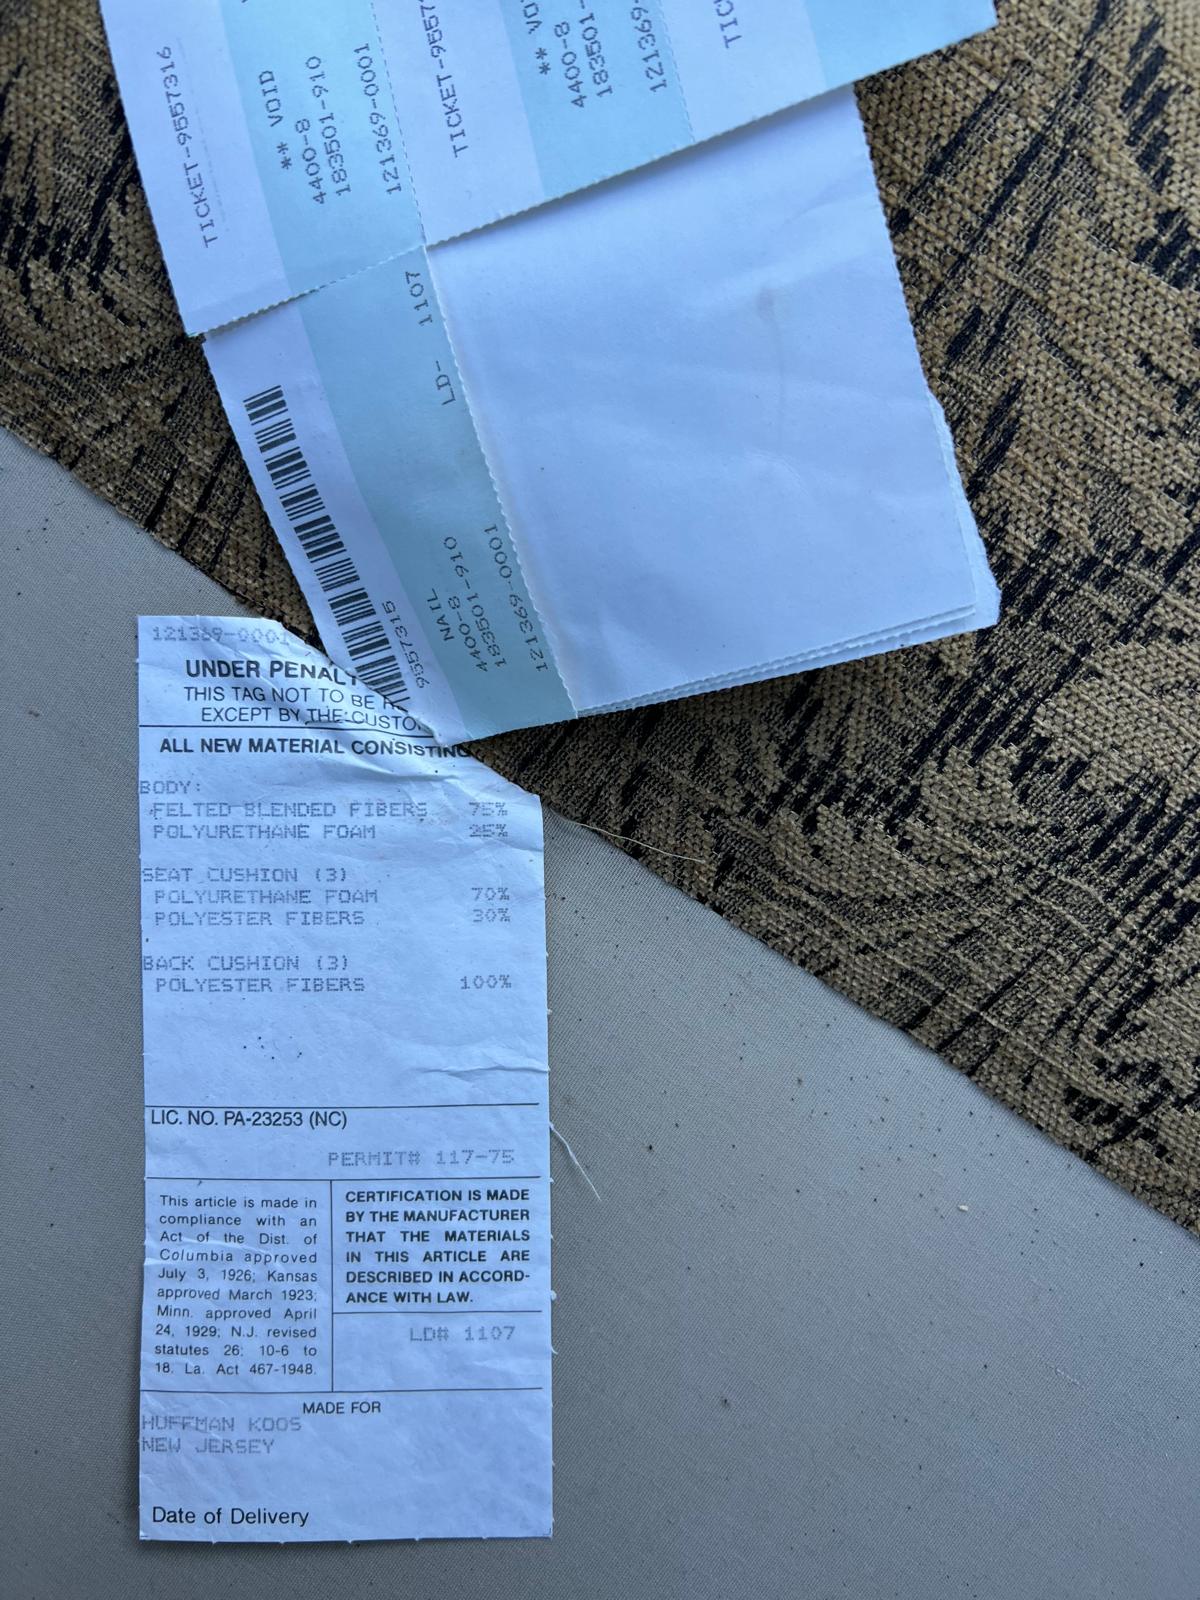 TICKET-9557316
** VOID
4400-8
183501-910
121369-0001
TICKET-9557
** VO
4400-8
183501-
121369-
TICK
LD- 1107
9557315
NAIL
4400-8
183501-910
121369-0001
121369-0001
UNDER PENALT
THIS TAG NOT TO BE R
EXCEPT BY THE CUSTO
ALL NEW MATERIAL CONSISTING
BODY:
FELTED BLENDED FIBERS 75%
POLYURETHANE FOAM 25%
SEAT CUSHION (3)
POLYURETHANE FOAM 70%
POLYESTER FIBERS 30%
BACK CUSHION (3)
POLYESTER FIBERS 100%
LIC. NO. PA-23253 (NC)
PERMIT# 117-75
This article is made in
compliance with an
Act of the Dist. of
Columbia approved
July 3, 1926; Kansas
approved March 1923;
Minn. approved April
24, 1929; N.J. revised
statutes 26: 10-6 to
18. La. Act 467-1948.
CERTIFICATION IS MADE
BY THE MANUFACTURER
THAT THE MATERIALS
IN THIS ARTICLE ARE
DESCRIBED IN ACCORD-
ANCE WITH LAW.
LD# 1107
MADE FOR
HUFFMAN KOOS
NEW JERSEY
Date of Delivery